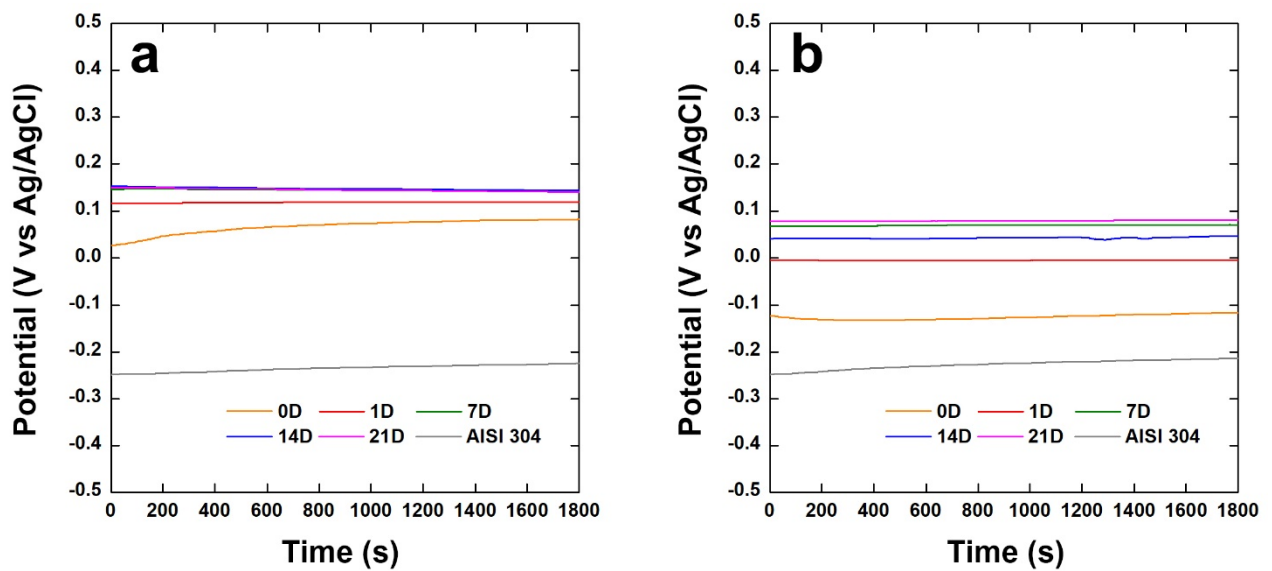 a
0.5
0.4
0.3
0.2
0.1
0.0
-0.1
-0.2
-0.3
-0.4
-0.5
Potential (V vs Ag/AgCl)
0D 1D 7D
14D 21D AISI 304
0 200 400 600 800 1000 1200 1400 1600 1800
Time (s)
b
0.5
0.4
0.3
0.2
0.1
0.0
-0.1
-0.2
-0.3
-0.4
-0.5
Potential (V vs Ag/AgCl)
0D 1D 7D
14D 21D AISI 304
0 200 400 600 800 1000 1200 1400 1600 1800
Time (s)